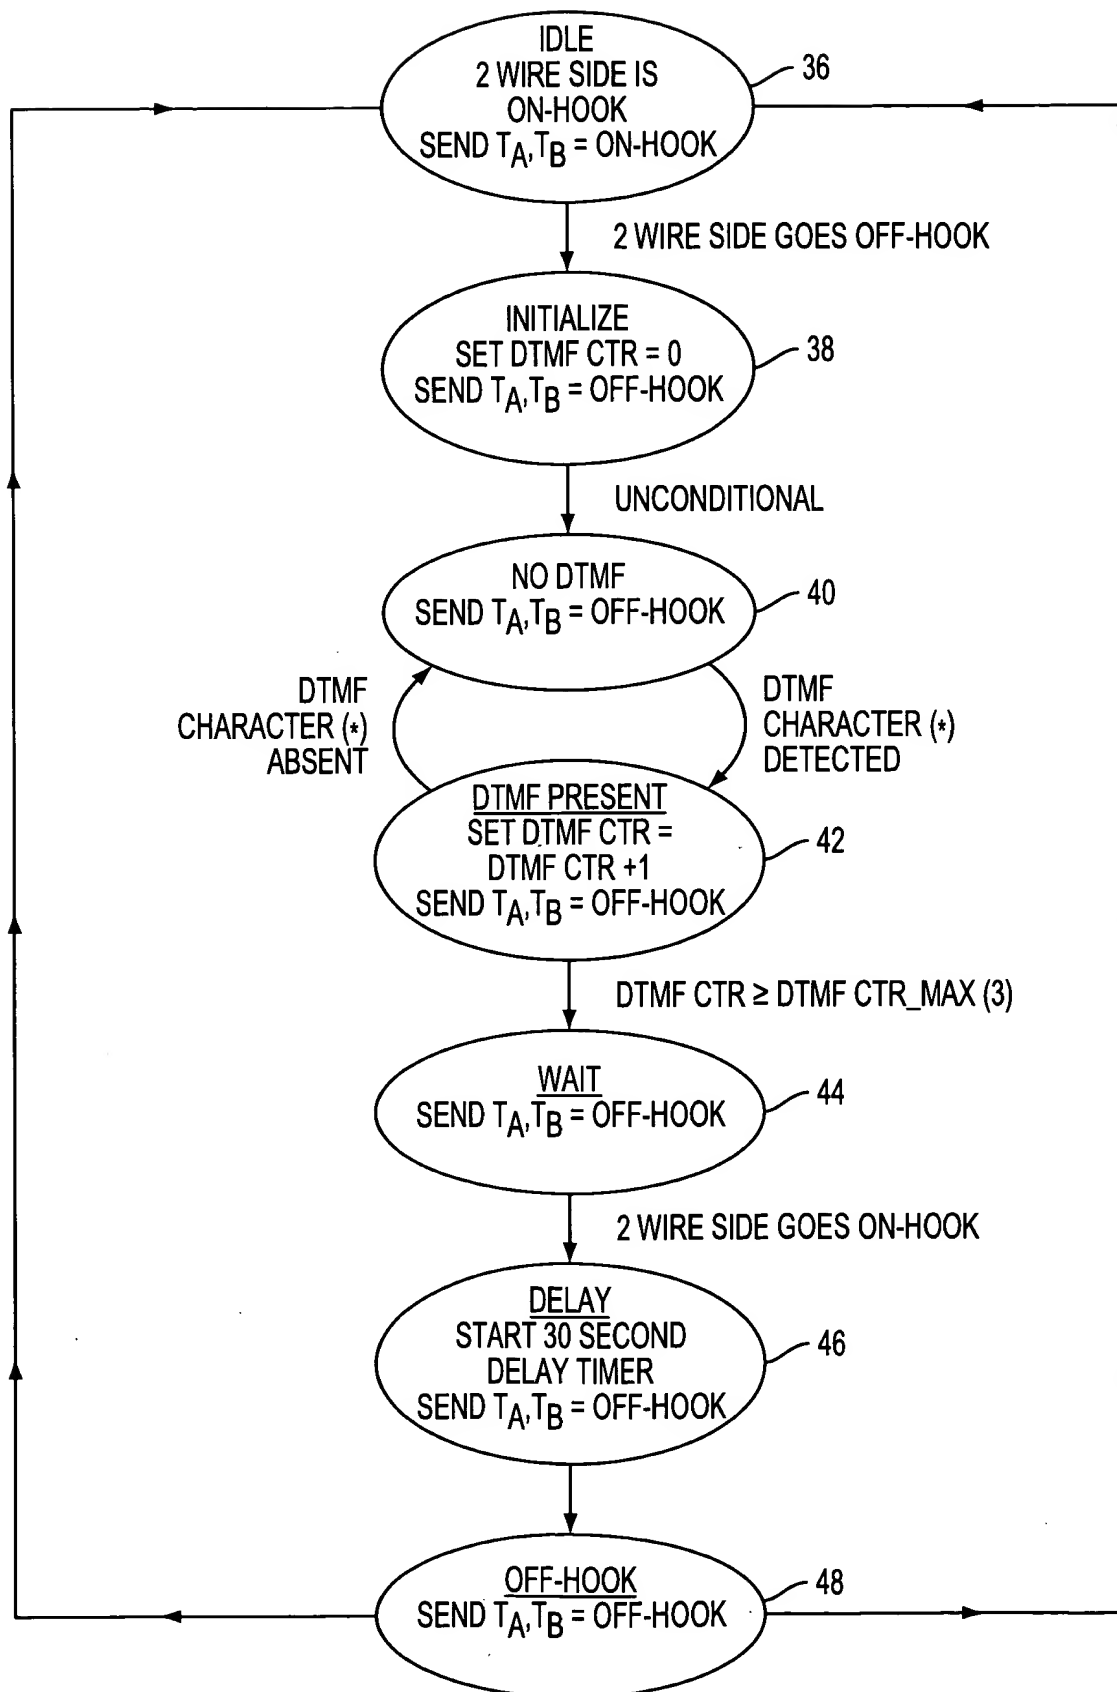 IDLE
2 WIRE SIDE IS
ON-HOOK
SEND TA,TB = ON-HOOK
36
2 WIRE SIDE GOES OFF-HOOK
INITIALIZE
SET DTMF CTR = 0
SEND TA,TB = OFF-HOOK
38
UNCONDITIONAL
NO DTMF
SEND TA,TB = OFF-HOOK
40
DTMF
CHARACTER (*)
ABSENT
DTMF
CHARACTER (*)
DETECTED
DTMF PRESENT
SET DTMF CTR =
DTMF CTR +1
SEND TA,TB = OFF-HOOK
42
DTMF CTR ≥ DTMF CTR_MAX (3)
WAIT
SEND TA,TB = OFF-HOOK
44
2 WIRE SIDE GOES ON-HOOK
DELAY
START 30 SECOND
DELAY TIMER
SEND TA,TB = OFF-HOOK
46
OFF-HOOK
SEND TA,TB = OFF-HOOK
48